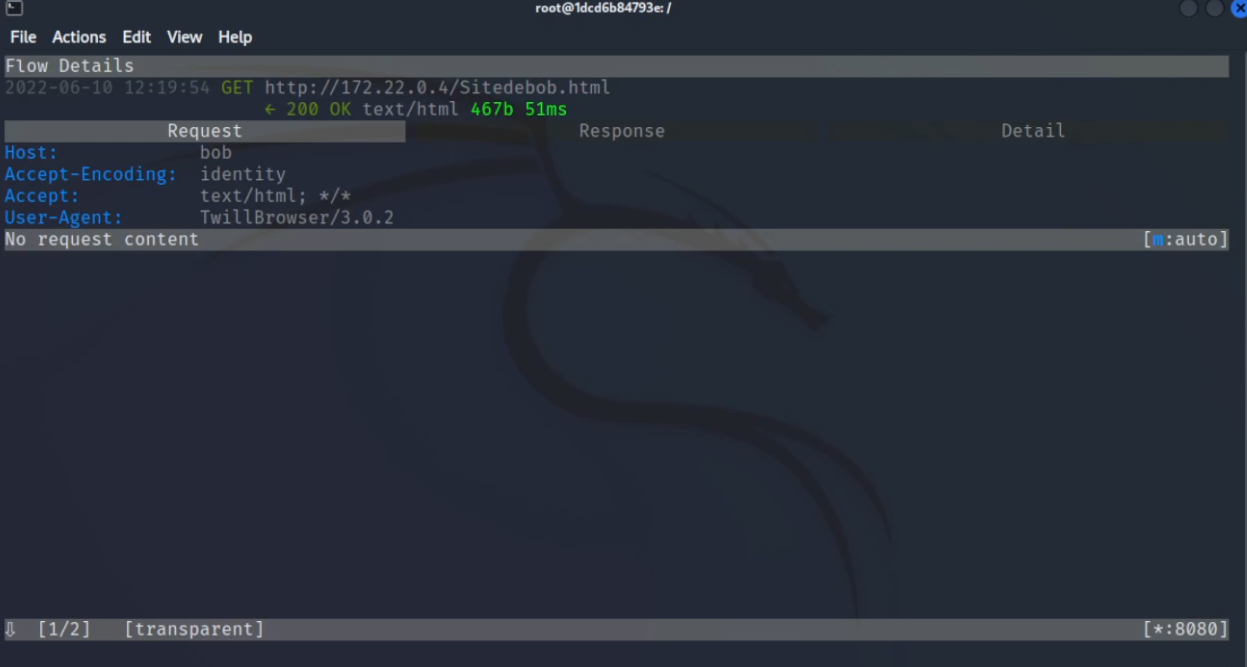 root@1dcd6b84793e: /
File Actions Edit View Help
Flow Details
2022-06-10 12:19:54 GET http://172.22.0.4/Sitedebob.html
← 200 OK text/html 467b 51ms
Request Response Detail
Host: bob
Accept-Encoding: identity
Accept: text/html; */*
User-Agent: TwillBrowser/3.0.2
No request content [m:auto]
⇩ [1/2] [transparent] [*:8080]